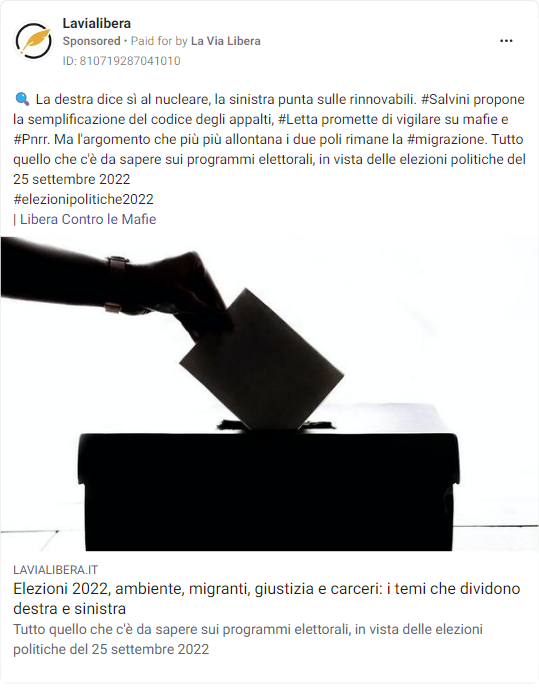 Lavialibera
Sponsored • Paid for by La Via Libera
ID: 810719287041010
🔍 La destra dice sì al nucleare, la sinistra punta sulle rinnovabili. #Salvini propone
la semplificazione del codice degli appalti, #Letta promette di vigilare su mafie e
#Pnrr. Ma l'argomento che più più allontana i due poli rimane la #migrazione. Tutto
quello che c'è da sapere sui programmi elettorali, in vista delle elezioni politiche del
25 settembre 2022
#elezionipolitiche2022
| Libera Contro le Mafie
LAVIALIBERA.IT
Elezioni 2022, ambiente, migranti, giustizia e carceri: i temi che dividono
destra e sinistra
Tutto quello che c'è da sapere sui programmi elettorali, in vista delle elezioni
politiche del 25 settembre 2022